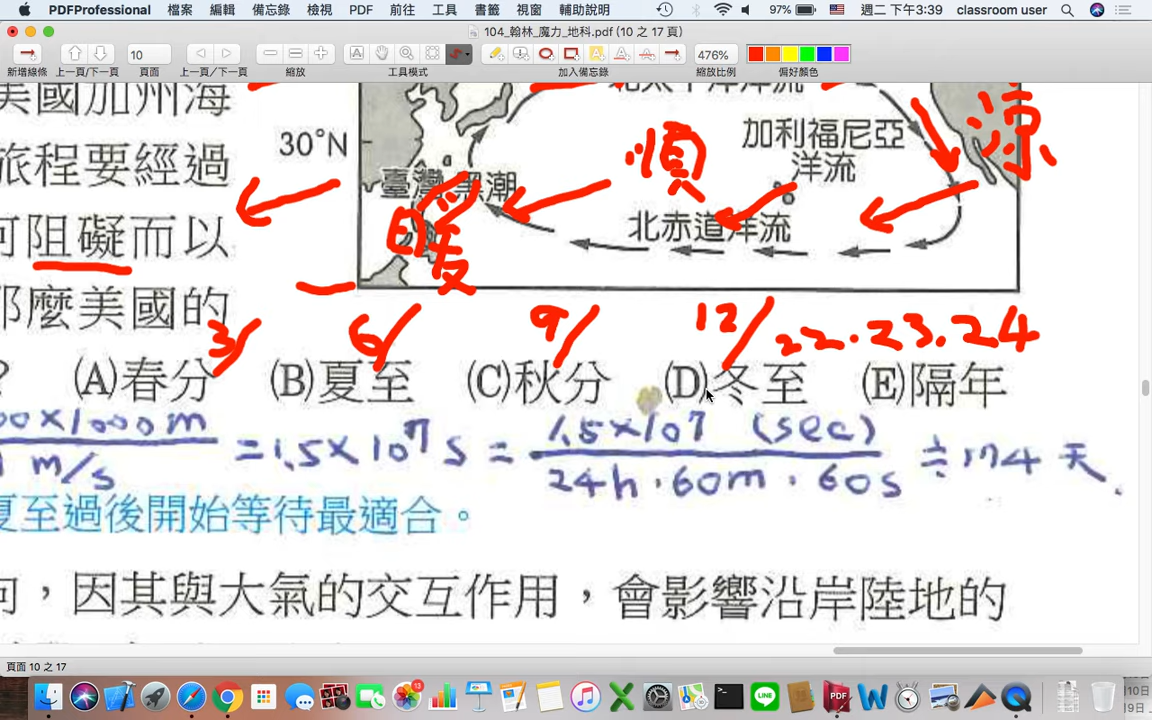 PDFProfessional 檔案 編輯 備忘錄 檢視 PDF 前往 工具 書籤 視窗 輔助說明 97% 週二 下午3:39 classroom user
104_翰林_魔力_地科.pdf (10 之 17 頁)
10 476%
新增線條 上一頁/下一頁 頁面 上一頁/下一頁 縮放 工具模式 加入備忘錄 縮放比例 偏好顏色
美國加州海
北太平洋洋流
涼
30°N
順
加利福尼亞
洋流
旅程要經過
臺灣 黑潮
暖
何阻礙而以
北赤道洋流
那麼美國的
3/ 6/ 9/ 12/ 22.23.24
? (A)春分 (B)夏至 (C)秋分 (D)冬至 (E)隔年
00×1000m
m/s
=1.5×10⁷s = 1.5×10⁷ (sec)
24h.60m.60s
≑174天.
夏至過後開始等待最適合。
向，因其與大氣的交互作用，會影響沿岸陸地的
頁面 10 之 17